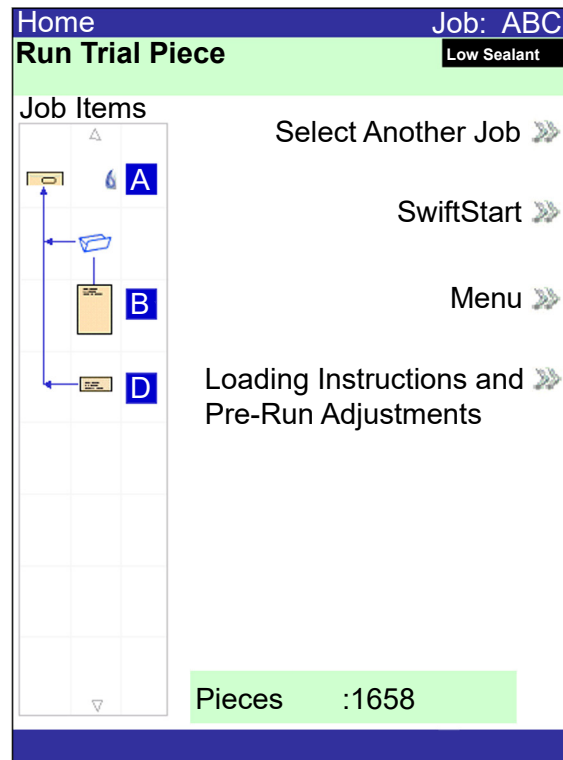 Home Job: ABC
Run Trial Piece Low Sealant
Job Items
Select Another Job
A
SwiftStart
B
Menu
D
Loading Instructions and
Pre-Run Adjustments
Pieces :1658